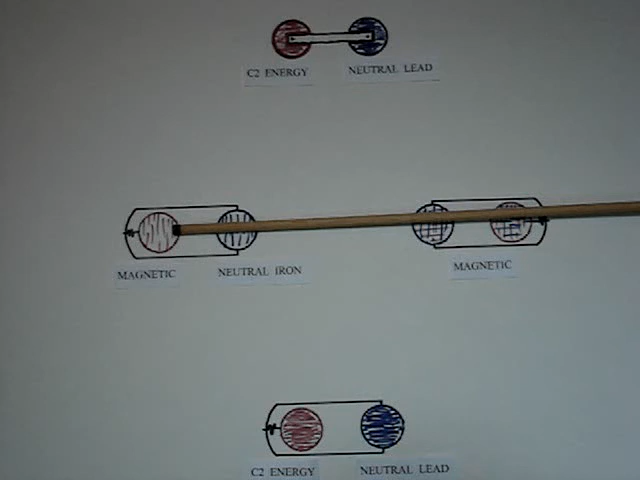 C2 ENERGY
NEUTRAL LEAD
MAGNETIC
NEUTRAL IRON
MAGNETIC
C2 ENERGY
NEUTRAL LEAD